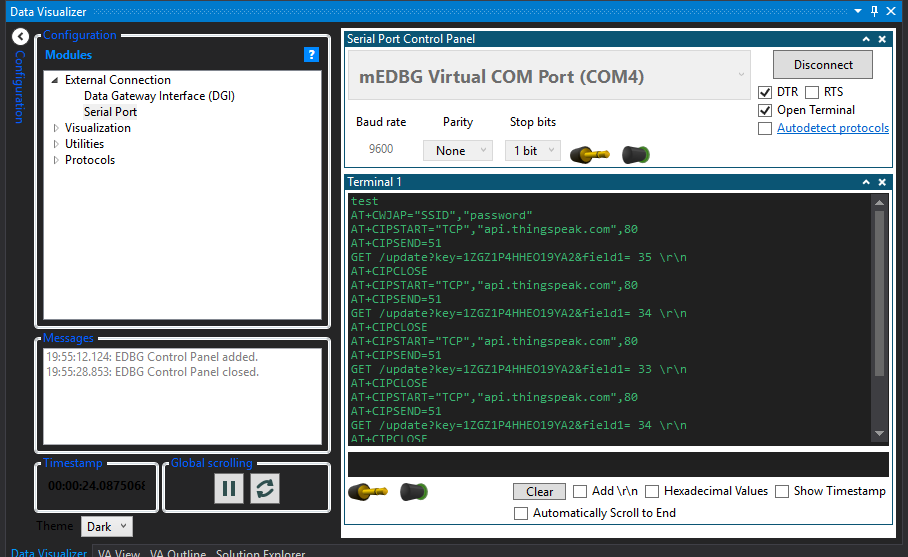 Data Visualizer
Configuration
Configuration
Modules
?
External Connection
Data Gateway Interface (DGI)
Serial Port
Visualization
Utilities
Protocols
Messages
19:55:12.124: EDBG Control Panel added.
19:55:28.853: EDBG Control Panel closed.
Timestamp
Global scrolling
Theme
Dark
Serial Port Control Panel
mEDBG Virtual COM Port (COM4)
Disconnect
DTR RTS
Open Terminal
Autodetect protocols
Baud rate Parity Stop bits
9600 None 1 bit
Terminal 1
test
AT+CWJAP="SSID","password"
AT+CIPSTART="TCP","api.thingspeak.com",80
AT+CIPSEND=51
GET /update?key=1ZGZ1P4HHEO19YA2&field1= 35 \r\n
AT+CIPCLOSE
AT+CIPSTART="TCP","api.thingspeak.com",80
AT+CIPSEND=51
GET /update?key=1ZGZ1P4HHEO19YA2&field1= 34 \r\n
AT+CIPCLOSE
AT+CIPSTART="TCP","api.thingspeak.com",80
AT+CIPSEND=51
GET /update?key=1ZGZ1P4HHEO19YA2&field1= 33 \r\n
AT+CIPCLOSE
AT+CIPSTART="TCP","api.thingspeak.com",80
AT+CIPSEND=51
GET /update?key=1ZGZ1P4HHEO19YA2&field1= 34 \r\n
AT+CIPCLOSE
Clear Add \r\n Hexadecimal Values Show Timestamp
Automatically Scroll to End
Data Visualizer VA View VA Outline Solution Explorer